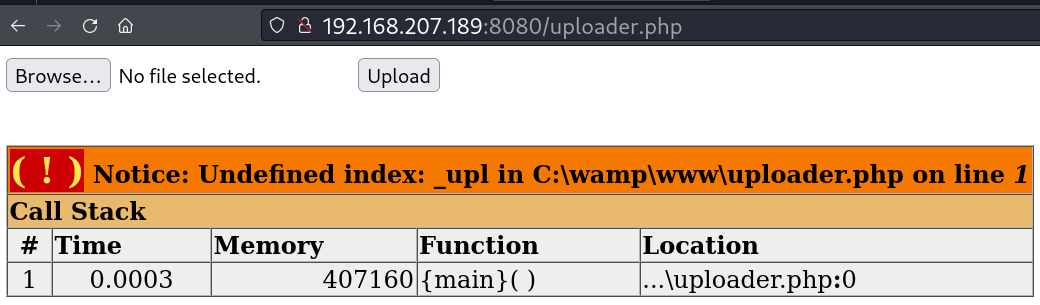 192.168.207.189:8080/uploader.php
Browse... No file selected. Upload
( ! ) Notice: Undefined index: _upl in C:\wamp\www\uploader.php on line 1
Call Stack
# Time Memory Function Location
1 0.0003 407160 {main}( ) ...\uploader.php:0